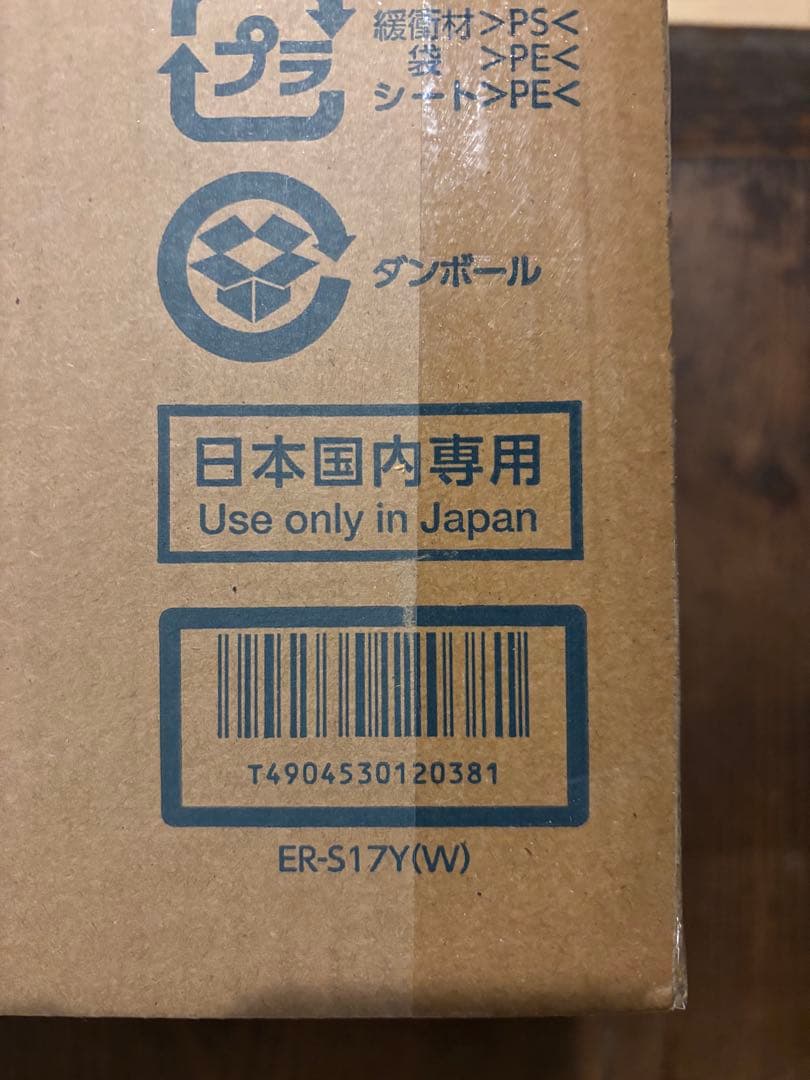 プラ
緩衝材>PS<
袋 >PE<
シート>PE<
ダンボール
日本国内専用
Use only in Japan
T4904530120381
ER-S17Y(W)